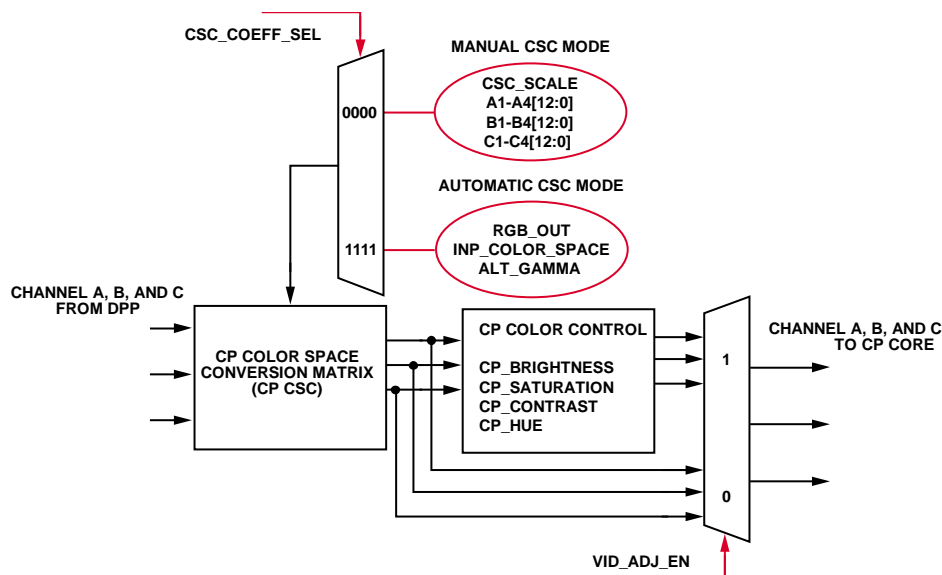 CSC_COEFF_SEL
MANUAL CSC MODE
CSC_SCALE
A1-A4[12:0]
B1-B4[12:0]
C1-C4[12:0]
0000
AUTOMATIC CSC MODE
RGB_OUT
INP_COLOR_SPACE
ALT_GAMMA
1111
CHANNEL A, B, AND C
FROM DPP
CP COLOR SPACE
CONVERSION MATRIX
(CP CSC)
CP COLOR CONTROL
CP_BRIGHTNESS
CP_SATURATION
CP_CONTRAST
CP_HUE
1
0
CHANNEL A, B, AND C
TO CP CORE
VID_ADJ_EN